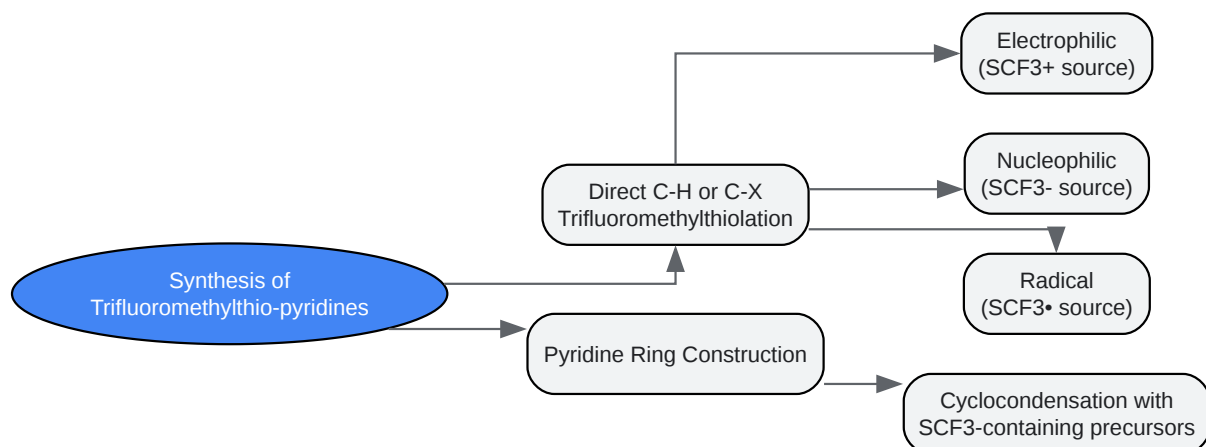 Synthesis of
Trifluoromethylthio-pyridines
Direct C-H or C-X
Trifluoromethylthiolation
Electrophilic
(SCF3+ source)
Nucleophilic
(SCF3- source)
Radical
(SCF3• source)
Pyridine Ring Construction
Cyclocondensation with
SCF3-containing precursors